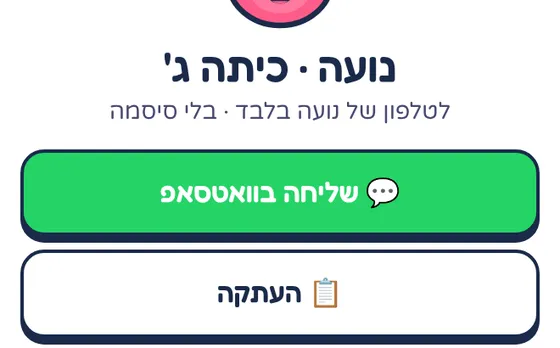 נועה · כיתה ג'
לטלפון של נועה בלבד · בלי סיסמה
💬 שליחה בוואטסאפ
📋 העתקה